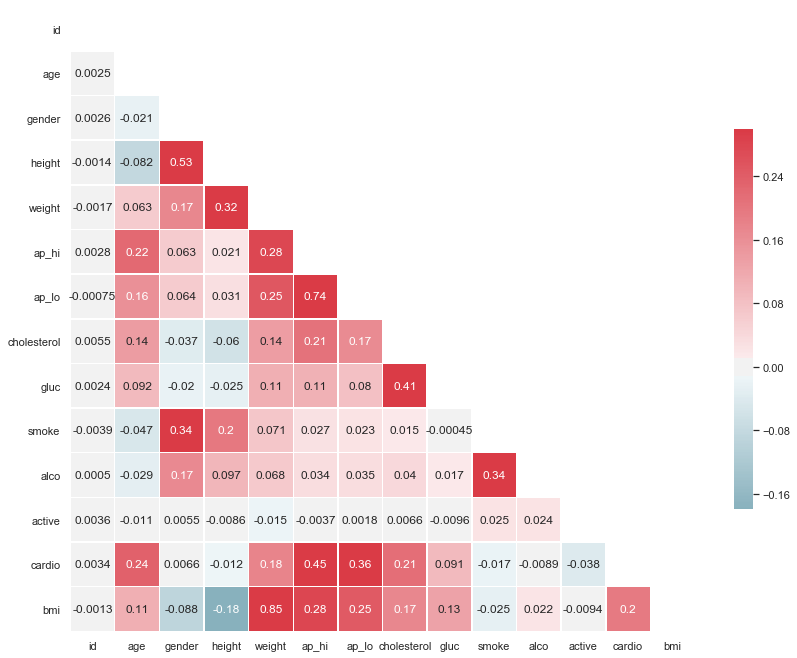 id
age 0.0025
gender 0.0026 -0.021
height -0.0014 -0.082 0.53
weight -0.0017 0.063 0.17 0.32
ap_hi 0.0028 0.22 0.063 0.021 0.28
ap_lo -0.00075 0.16 0.064 0.031 0.25 0.74
cholesterol 0.0055 0.14 -0.037 -0.06 0.14 0.21 0.17
gluc 0.0024 0.092 -0.02 -0.025 0.11 0.11 0.08 0.41
smoke -0.0039 -0.047 0.34 0.2 0.071 0.027 0.023 0.015 -0.00045
alco 0.0005 -0.029 0.17 0.097 0.068 0.034 0.035 0.04 0.017 0.34
active 0.0036 -0.011 0.0055 -0.0086 -0.015 -0.0037 0.0018 0.0066 -0.0096 0.025 0.024
cardio 0.0034 0.24 0.0066 -0.012 0.18 0.45 0.36 0.21 0.091 -0.017 -0.0089 -0.038
bmi -0.0013 0.11 -0.088 -0.18 0.85 0.28 0.25 0.17 0.13 -0.025 0.022 -0.0094 0.2
id age gender height weight ap_hi ap_lo cholesterol gluc smoke alco active cardio bmi
0.24
0.16
0.08
0.00
−0.08
−0.16